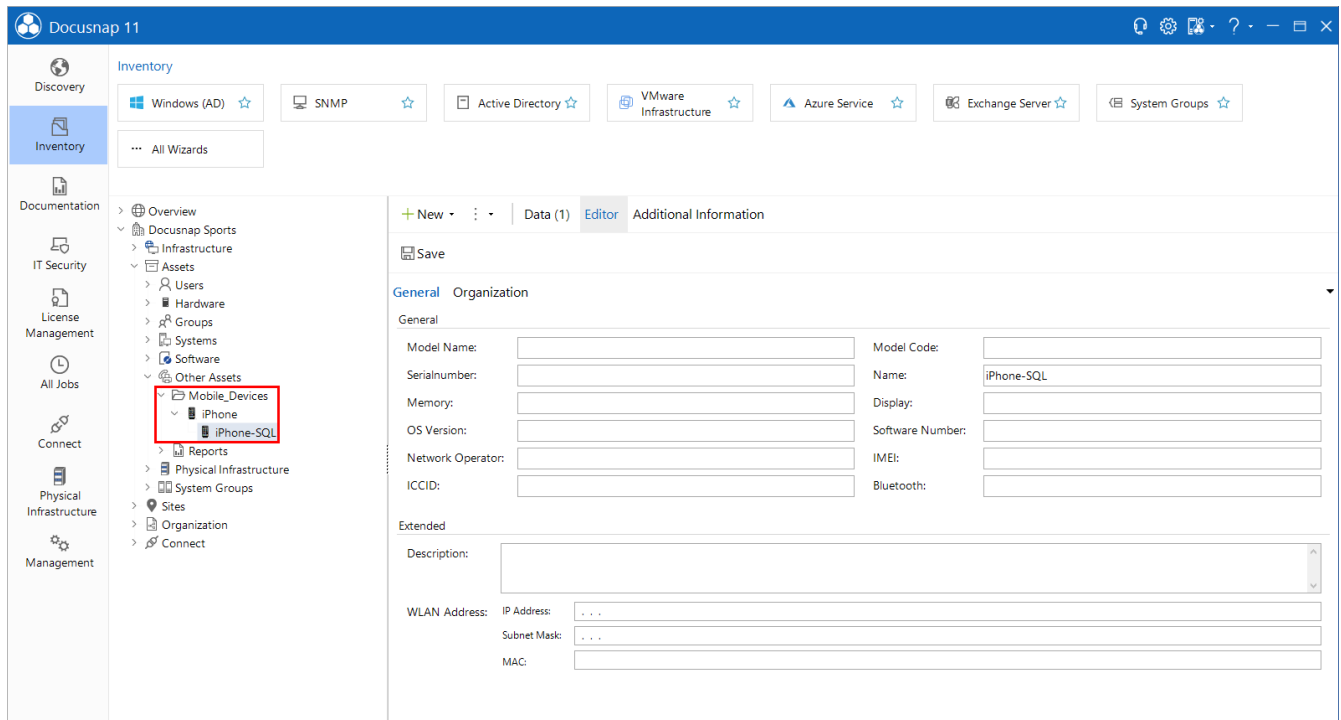 Docusnap 11
Discovery
Inventory
Documentation
IT Security
License
Management
All Jobs
Connect
Physical
Infrastructure
Management
Inventory
Windows (AD)
SNMP
Active Directory
VMware
Infrastructure
Azure Service
Exchange Server
System Groups
... All Wizards
Overview
Docusnap Sports
Infrastructure
Assets
Users
Hardware
Groups
Systems
Software
Other Assets
Mobile_Devices
iPhone
iPhone-SQL
Reports
Physical Infrastructure
System Groups
Sites
Organization
Connect
+ New Data (1) Editor Additional Information
Save
General Organization
General
Model Name: Model Code:
Serialnumber: Name: iPhone-SQL
Memory: Display:
OS Version: Software Number:
Network Operator: IMEI:
ICCID: Bluetooth:
Extended
Description:
WLAN Address: IP Address: . . .
Subnet Mask: . . .
MAC: